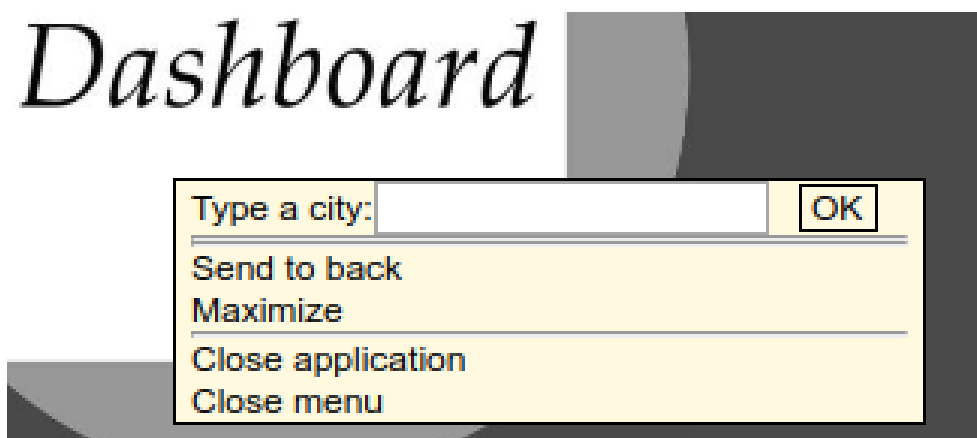 Dashboard
Type a city: OK
Send to back
Maximize
Close application
Close menu